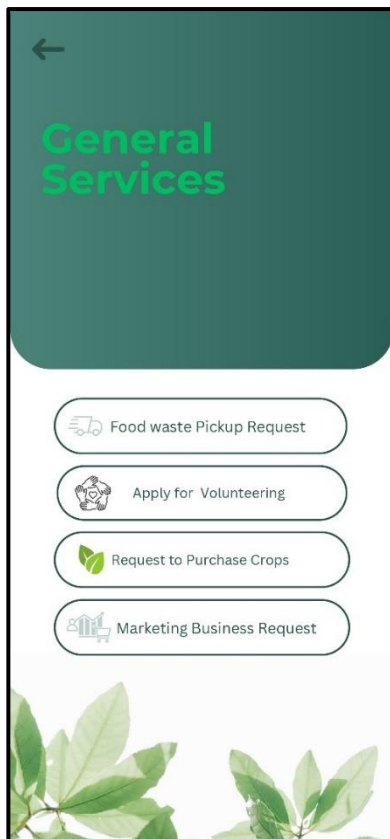 General
Services
Food waste Pickup Request
Apply for Volunteering
Request to Purchase Crops
Marketing Business Request